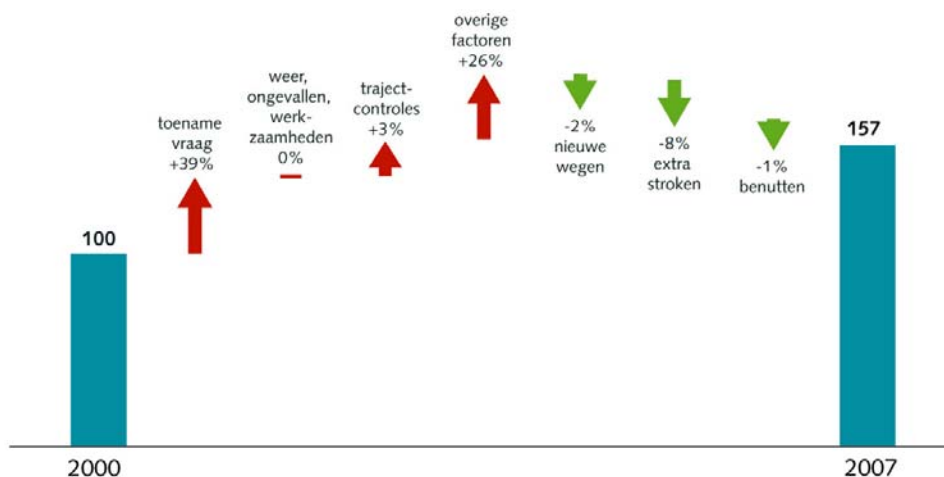 100
toename
vraag
+39%
weer,
ongevallen,
werk-
zaamheden
0%
traject-
controles
+3%
overige
factoren
+26%
-2%
nieuwe
wegen
-8%
extra
stroken
-1%
benutten
157
2000
2007